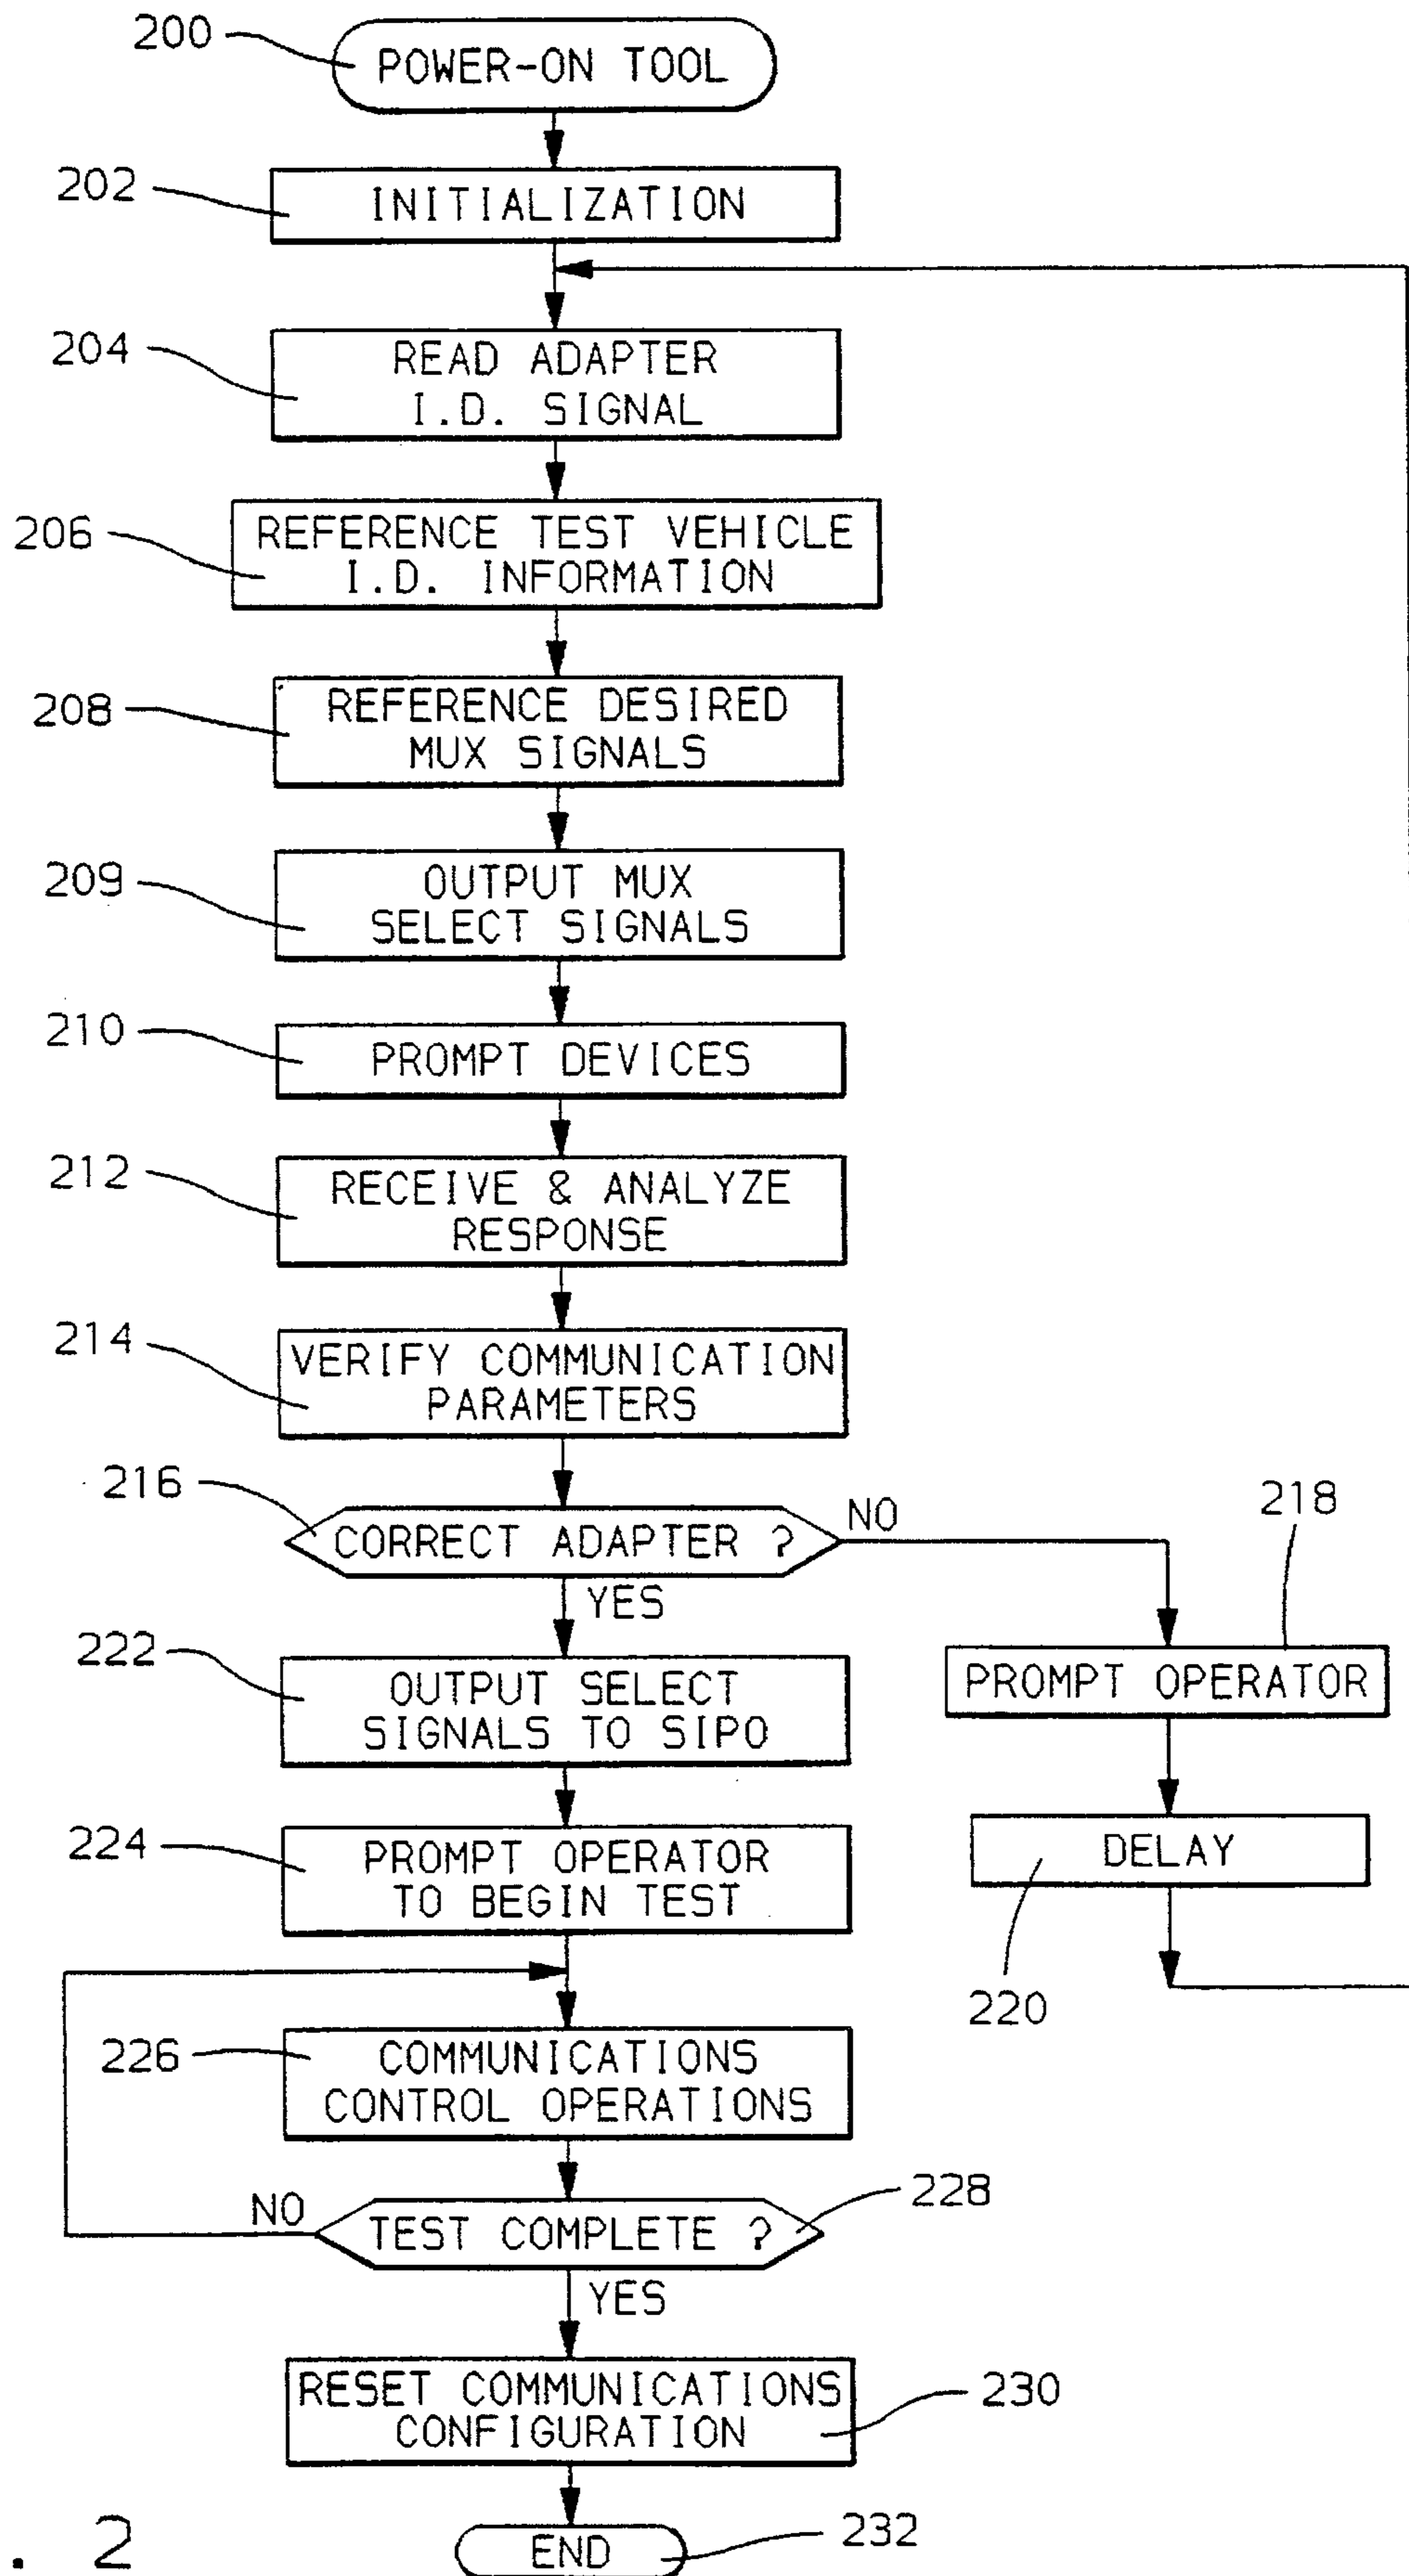 200
POWER-ON TOOL
202
INITIALIZATION
204
READ ADAPTER
I.D. SIGNAL
206
REFERENCE TEST VEHICLE
I.D. INFORMATION
208
REFERENCE DESIRED
MUX SIGNALS
209
OUTPUT MUX
SELECT SIGNALS
210
PROMPT DEVICES
212
RECEIVE & ANALYZE
RESPONSE
214
VERIFY COMMUNICATION
PARAMETERS
216
CORRECT ADAPTER ?
NO
YES
218
PROMPT OPERATOR
DELAY
220
222
OUTPUT SELECT
SIGNALS TO SIPO
224
PROMPT OPERATOR
TO BEGIN TEST
226
COMMUNICATIONS
CONTROL OPERATIONS
228
NO
TEST COMPLETE ?
YES
RESET COMMUNICATIONS
CONFIGURATION
230
END
232
. 2